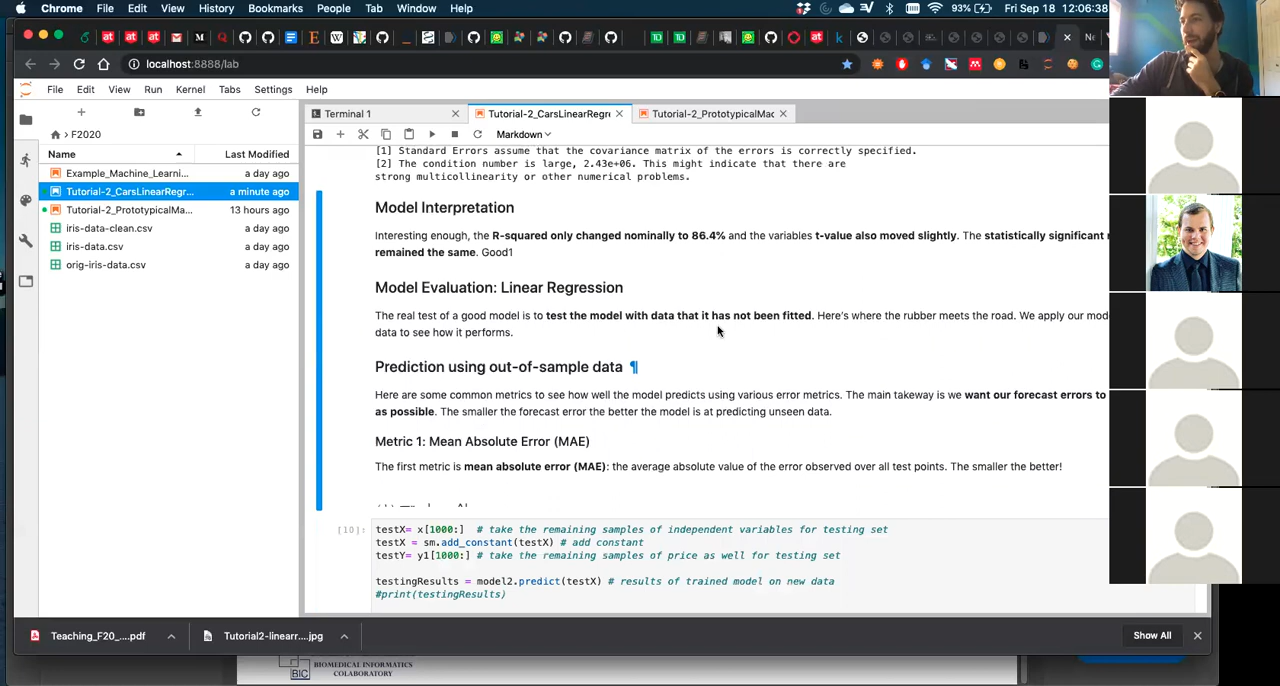 Chrome File Edit View History Bookmarks People Tab Window Help 93% Fri Sep 18 12:06:38
localhost:8888/lab
File Edit View Run Kernel Tabs Settings Help
F2020
Name Last Modified
Example_Machine_Learni... a day ago
Tutorial-2_CarsLinearRegr... a minute ago
Tutorial-2_PrototypicalMa... 13 hours ago
iris-data-clean.csv a day ago
iris-data.csv a day ago
orig-iris-data.csv a day ago
Terminal 1 Tutorial-2_CarsLinearRegre Tutorial-2_PrototypicalMac
Markdown
[1] Standard Errors assume that the covariance matrix of the errors is correctly specified.
[2] The condition number is large, 2.43e+06. This might indicate that there are
strong multicollinearity or other numerical problems.
Model Interpretation
Interesting enough, the R-squared only changed nominally to 86.4% and the variables t-value also moved slightly. The statistically significant
remained the same. Good1
Model Evaluation: Linear Regression
The real test of a good model is to test the model with data that it has not been fitted. Here's where the rubber meets the road. We apply our mod
data to see how it performs.
Prediction using out-of-sample data ¶
Here are some common metrics to see how well the model predicts using various error metrics. The main takeway is we want our forecast errors to
as possible. The smaller the forecast error the better the model is at predicting unseen data.
Metric 1: Mean Absolute Error (MAE)
The first metric is mean absolute error (MAE): the average absolute value of the error observed over all test points. The smaller the better!
[10]: testX= x[1000:] # take the remaining samples of independent variables for testing set
testX = sm.add_constant(testX) # add constant
testY= y1[1000:] # take the remaining samples of price as well for testing set
testingResults = model2.predict(testX) # results of trained model on new data
#print(testingResults)
Teaching_F20_....pdf Tutorial2-linearr....jpg Show All
BIC BIOMEDICAL INFORMATICS
COLABORATORY